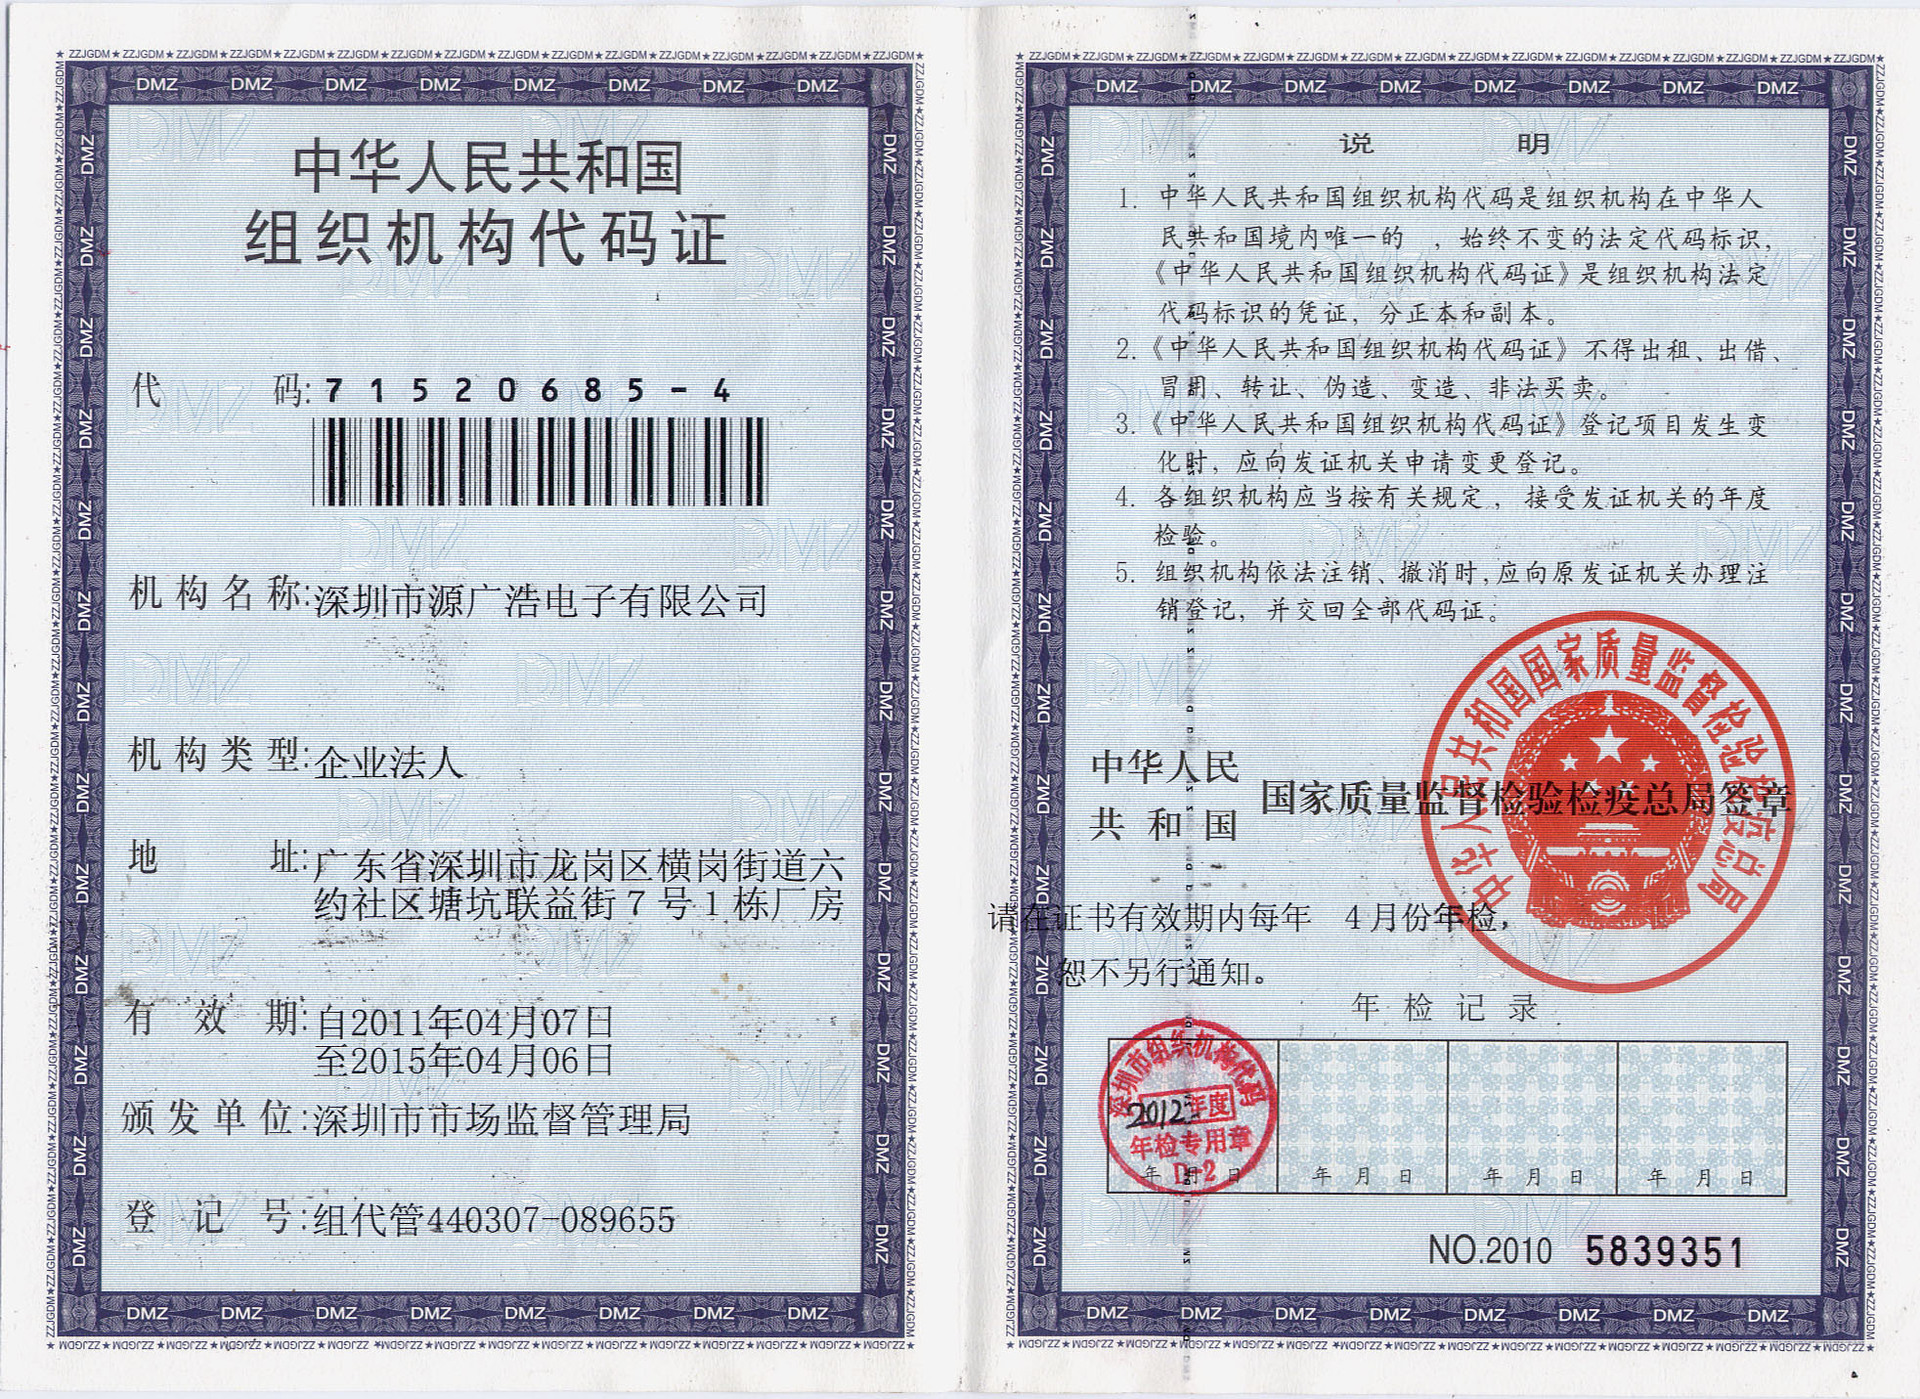 中华人民共和国
组织机构代码证
代码:71520685-4
机构名称:深圳市源广浩电子有限公司
机构类型:企业法人
地址:广东省深圳市龙岗区横岗街道六
约社区塘坑联益街7号1栋厂房
有效期:自2011年04月07日
至2015年04月06日
颁发单位:深圳市市场监督管理局
登记号:组代管440307-089655
说明
1. 中华人民共和国组织机构代码是组织机构在中华人
民共和国境内唯一的 ,始终不变的法定代码标识,
《中华人民共和国组织机构代码证》是组织机构法定
代码标识的凭证,分正本和副本。
2.《中华人民共和国组织机构代码证》不得出租、出借、
冒用、转让、伪造、变造、非法买卖。
3.《中华人民共和国组织机构代码证》登记项目发生变
化时,应向发证机关申请变更登记。
4. 各组织机构应当按有关规定,接受发证机关的年度
检验。
5. 组织机构依法注销、撤消时,应向原发证机关办理注
销登记,并交回全部代码证。
中华人民共和国国家质量监督检验检疫总局
中华人民
共和国
国家质量监督检验检疫总局签章
请在证书有效期内每年 4月份年检,
恕不另行通知。
年检记录
深圳市组织机构代码
2012年度
年检专用章
D-2
年 月 日
年 月 日
年 月 日
年 月 日
NO.2010 5839351